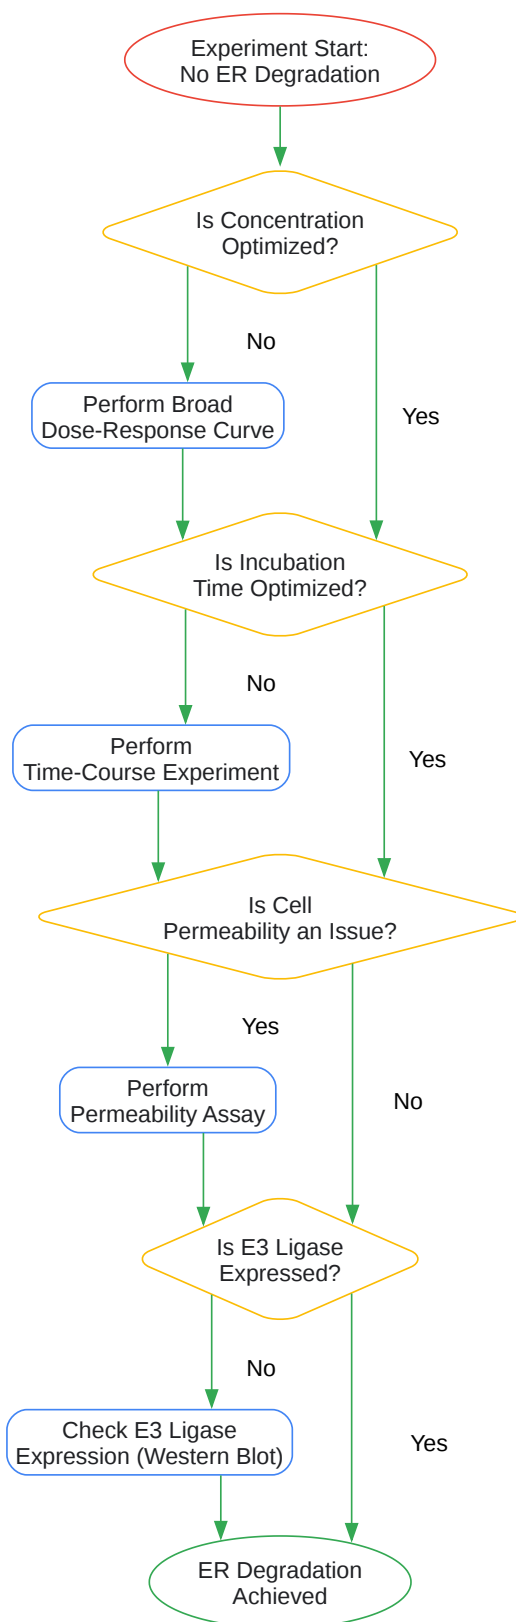 Experiment Start:
No ER Degradation
Is Concentration
Optimized?
No
Perform Broad
Dose-Response Curve
Yes
Is Incubation
Time Optimized?
No
Perform
Time-Course Experiment
Yes
Is Cell
Permeability an Issue?
Yes
Perform
Permeability Assay
No
Is E3 Ligase
Expressed?
No
Check E3 Ligase
Expression (Western Blot)
Yes
ER Degradation
Achieved